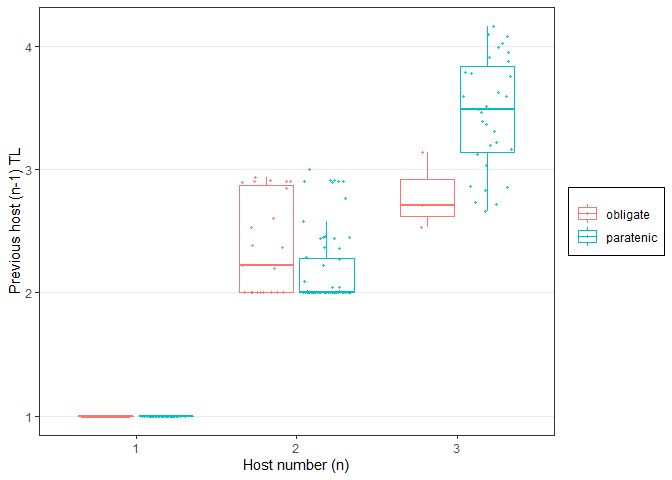 Previous host (n-1) TL
4
3
2
1
1
2
3
Host number (n)
obligate
paratenic